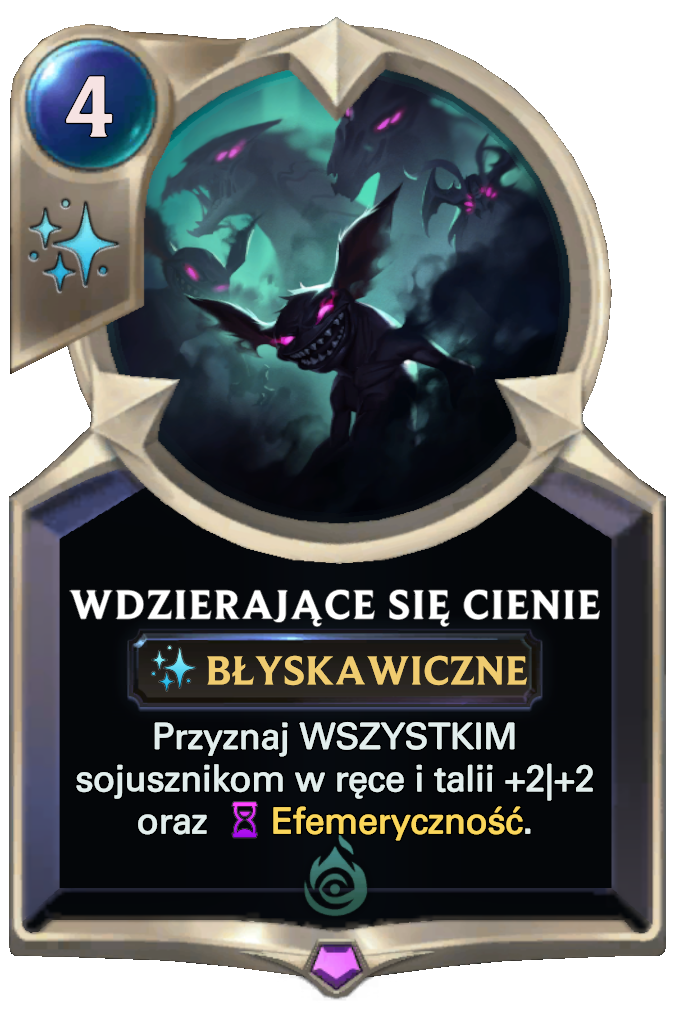 4
WDZIERAJĄCE SIĘ CIENIE
BŁYSKAWICZNE
Przyznaj WSZYSTKIM
sojusznikom w ręce i talii +2|+2
oraz Efemeryczność.